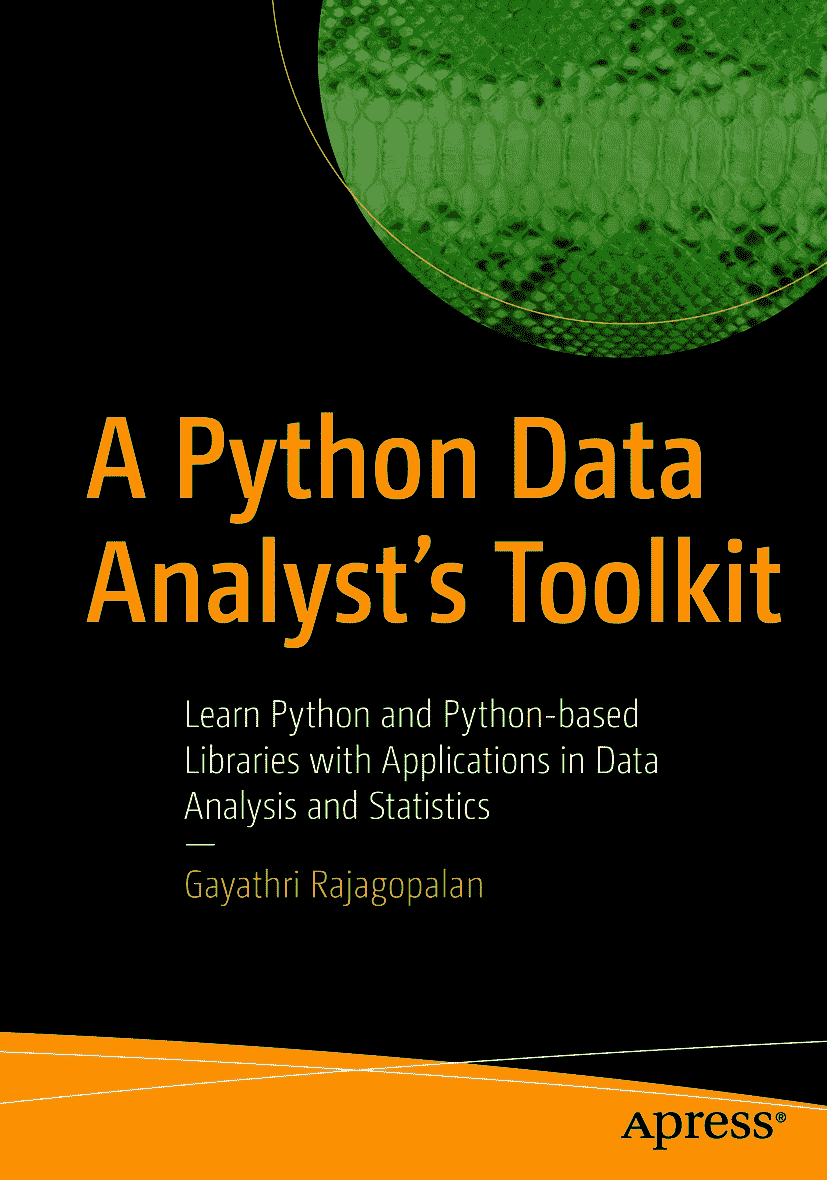 A Python Data
Analyst’s Toolkit
Learn Python and Python-based
Libraries with Applications in Data
Analysis and Statistics
—
Gayathri Rajagopalan
Apress®